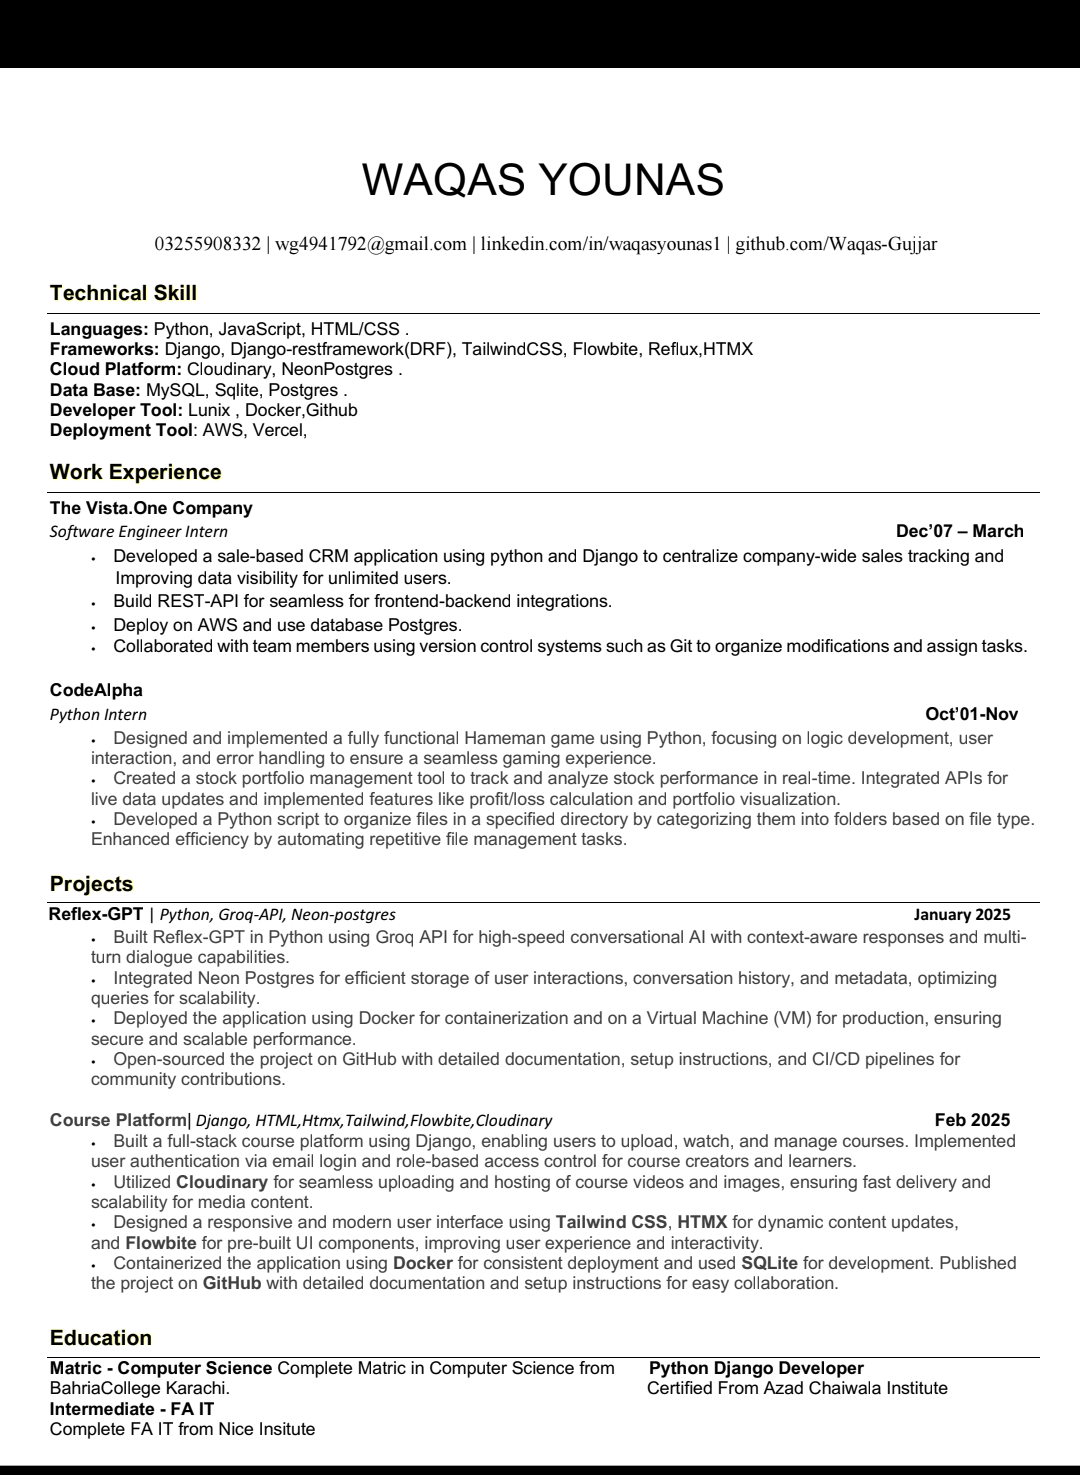 WAQAS YOUNAS
03255908332 | wg4941792@gmail.com | linkedin.com/in/waqasyounas1 | github.com/Waqas-Gujjar
Technical Skill
Languages: Python, JavaScript, HTML/CSS .
Frameworks: Django, Django-restframework(DRF), TailwindCSS, Flowbite, Reflux,HTMX
Cloud Platform: Cloudinary, NeonPostgres .
Data Base: MySQL, Sqlite, Postgres .
Developer Tool: Lunix , Docker,Github
Deployment Tool: AWS, Vercel,
Work Experience
The Vista.One Company
Software Engineer Intern Dec’07 – March
• Developed a sale-based CRM application using python and Django to centralize company-wide sales tracking and
Improving data visibility for unlimited users.
• Build REST-API for seamless for frontend-backend integrations.
• Deploy on AWS and use database Postgres.
• Collaborated with team members using version control systems such as Git to organize modifications and assign tasks.
CodeAlpha
Python Intern Oct’01-Nov
• Designed and implemented a fully functional Hameman game using Python, focusing on logic development, user
interaction, and error handling to ensure a seamless gaming experience.
• Created a stock portfolio management tool to track and analyze stock performance in real-time. Integrated APIs for
live data updates and implemented features like profit/loss calculation and portfolio visualization.
• Developed a Python script to organize files in a specified directory by categorizing them into folders based on file type.
Enhanced efficiency by automating repetitive file management tasks.
Projects
Reflex-GPT | Python, Groq-API, Neon-postgres January 2025
• Built Reflex-GPT in Python using Groq API for high-speed conversational AI with context-aware responses and multi-
turn dialogue capabilities.
• Integrated Neon Postgres for efficient storage of user interactions, conversation history, and metadata, optimizing
queries for scalability.
• Deployed the application using Docker for containerization and on a Virtual Machine (VM) for production, ensuring
secure and scalable performance.
• Open-sourced the project on GitHub with detailed documentation, setup instructions, and CI/CD pipelines for
community contributions.
Course Platform| Django, HTML,Htmx,Tailwind,Flowbite,Cloudinary Feb 2025
• Built a full-stack course platform using Django, enabling users to upload, watch, and manage courses. Implemented
user authentication via email login and role-based access control for course creators and learners.
• Utilized Cloudinary for seamless uploading and hosting of course videos and images, ensuring fast delivery and
scalability for media content.
• Designed a responsive and modern user interface using Tailwind CSS, HTMX for dynamic content updates,
and Flowbite for pre-built UI components, improving user experience and interactivity.
• Containerized the application using Docker for consistent deployment and used SQLite for development. Published
the project on GitHub with detailed documentation and setup instructions for easy collaboration.
Education
Matric - Computer Science Complete Matric in Computer Science from
BahriaCollege Karachi.
Intermediate - FA IT
Complete FA IT from Nice Insitute
Python Django Developer
Certified From Azad Chaiwala Institute